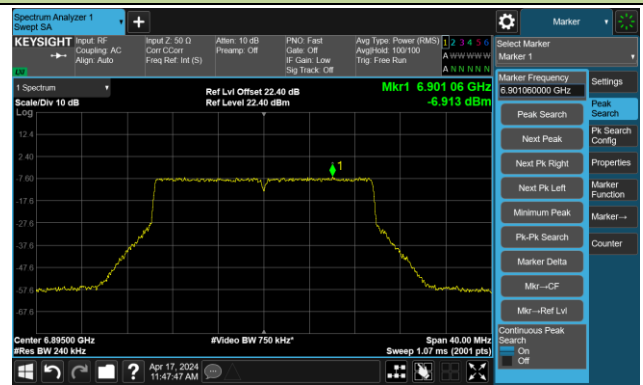 Spectrum Analyzer 1
Swept SA
Marker
KEYSIGHT
Input: RF
Coupling: AC
Align: Auto
Input Z: 50 Ω
Corr CCorr
Freq Ref: Int (S)
Atten: 10 dB
Preamp: Off
PNO: Fast
Gate: Off
IF Gain: Low
Sig Track: Off
Avg Type: Power (RMS)
Avg|Hold: 100/100
Trig: Free Run
1 2 3 4 5 6
A W W W W W
A N N N N N
Select Marker
Marker 1
LV
1 Spectrum
Scale/Div 10 dB
Log
Ref Lvl Offset 22.40 dB
Ref Level 22.40 dBm
Mkr1 6.901 06 GHz
-6.913 dBm
12.4
2.40
-7.60
-17.6
-27.6
-37.6
-47.6
-57.6
-67.6
1
Center 6.89500 GHz
#Res BW 240 kHz
#Video BW 750 kHz*
Span 40.00 MHz
Sweep 1.07 ms (2001 pts)
Marker Frequency
6.901060000 GHz
Peak Search
Next Peak
Next Pk Right
Next Pk Left
Minimum Peak
Pk-Pk Search
Marker Delta
Mkr→CF
Mkr→Ref Lvl
Continuous Peak
Search
On
Off
Settings
Peak
Search
Pk Search
Config
Properties
Marker
Function
Marker→
Counter
?
Apr 17, 2024
11:47:47 AM